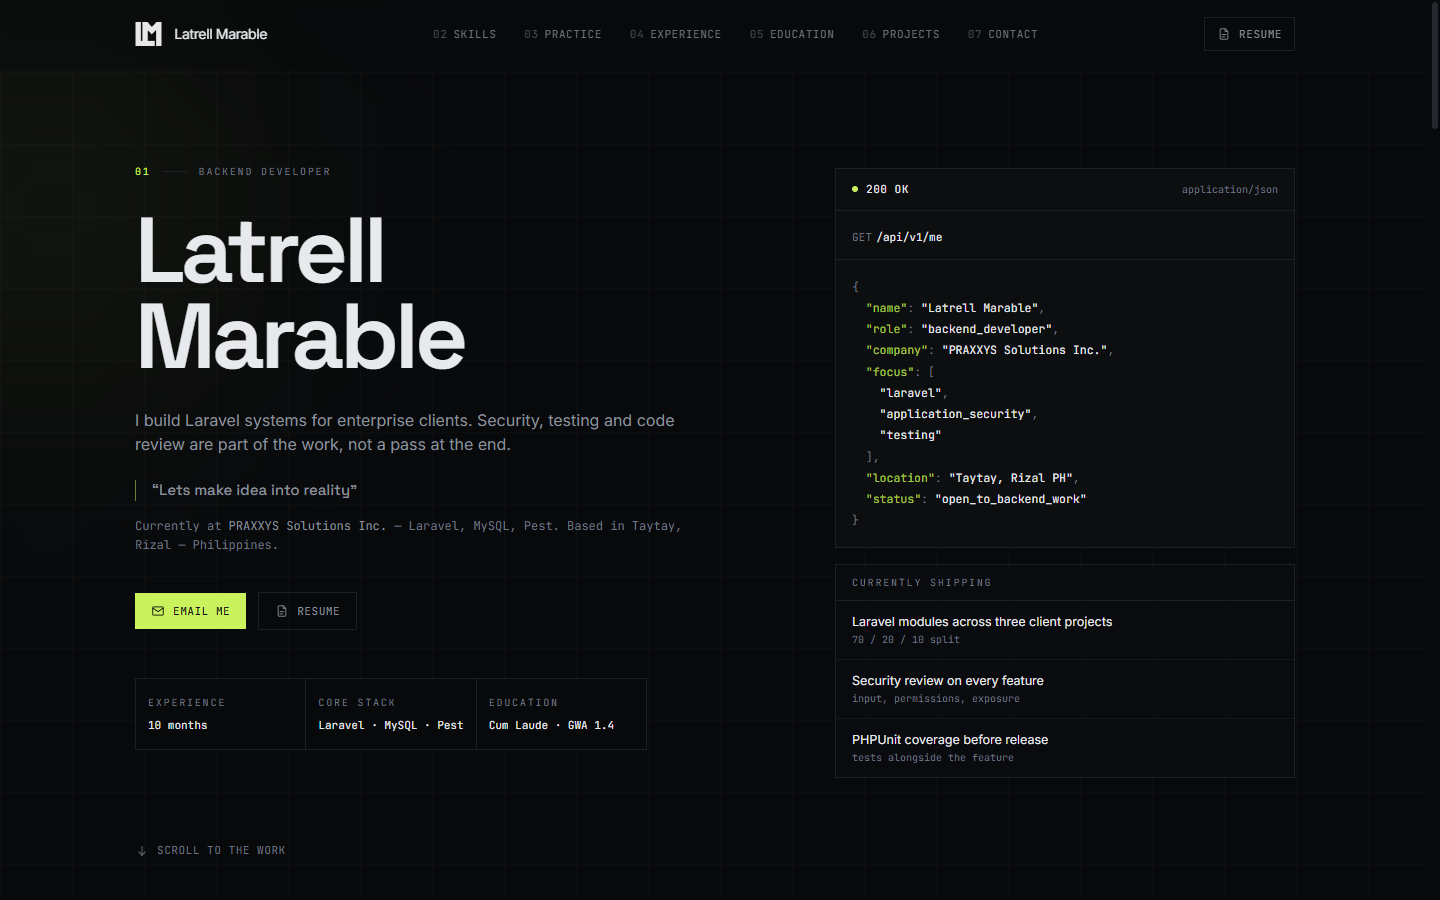 LM Latrell Marable
02 SKILLS 03 PRACTICE 04 EXPERIENCE 05 EDUCATION 06 PROJECTS 07 CONTACT
RESUME
01 BACKEND DEVELOPER
Latrell
Marable
I build Laravel systems for enterprise clients. Security, testing and code
review are part of the work, not a pass at the end.
“Lets make idea into reality”
Currently at PRAXXYS Solutions Inc. — Laravel, MySQL, Pest. Based in Taytay,
Rizal — Philippines.
EMAIL ME
RESUME
EXPERIENCE
10 months
CORE STACK
Laravel · MySQL · Pest
EDUCATION
Cum Laude · GWA 1.4
SCROLL TO THE WORK
200 OK application/json
GET /api/v1/me
{
"name": "Latrell Marable",
"role": "backend_developer",
"company": "PRAXXYS Solutions Inc.",
"focus": [
"laravel",
"application_security",
"testing"
],
"location": "Taytay, Rizal PH",
"status": "open_to_backend_work"
}
CURRENTLY SHIPPING
Laravel modules across three client projects
70 / 20 / 10 split
Security review on every feature
input, permissions, exposure
PHPUnit coverage before release
tests alongside the feature